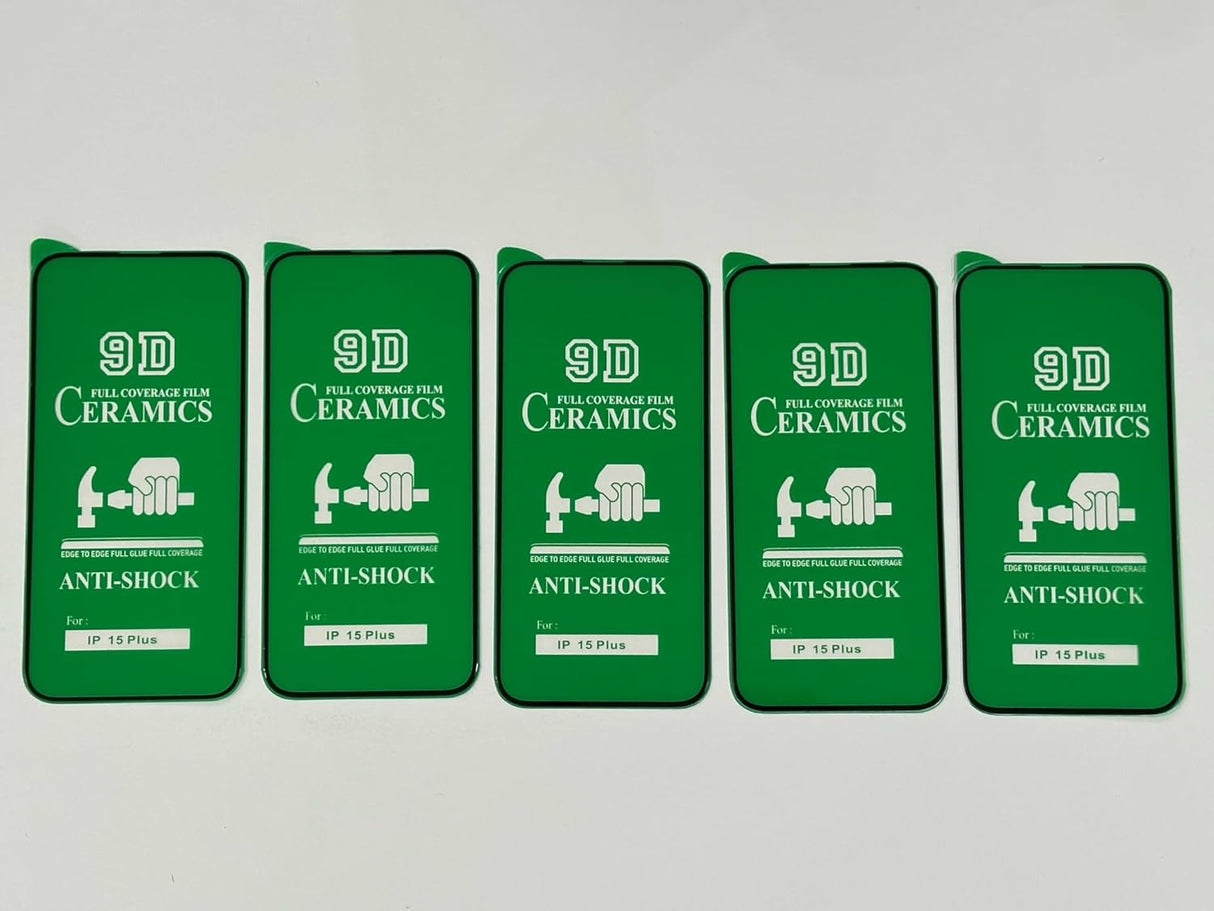 9D
FULL COVERAGE FILM
CERAMICS
EDGE TO EDGE FULL GLUE FULL COVERAGE
ANTI-SHOCK
For :
IP 15 Plus
9D
FULL COVERAGE FILM
CERAMICS
EDGE TO EDGE FULL GLUE FULL COVERAGE
ANTI-SHOCK
For :
IP 15 Plus
9D
FULL COVERAGE FILM
CERAMICS
EDGE TO EDGE FULL GLUE FULL COVERAGE
ANTI-SHOCK
For :
IP 15 Plus
9D
FULL COVERAGE FILM
CERAMICS
EDGE TO EDGE FULL GLUE FULL COVERAGE
ANTI-SHOCK
For :
IP 15 Plus
9D
FULL COVERAGE FILM
CERAMICS
EDGE TO EDGE FULL GLUE FULL COVERAGE
ANTI-SHOCK
For :
IP 15 Plus